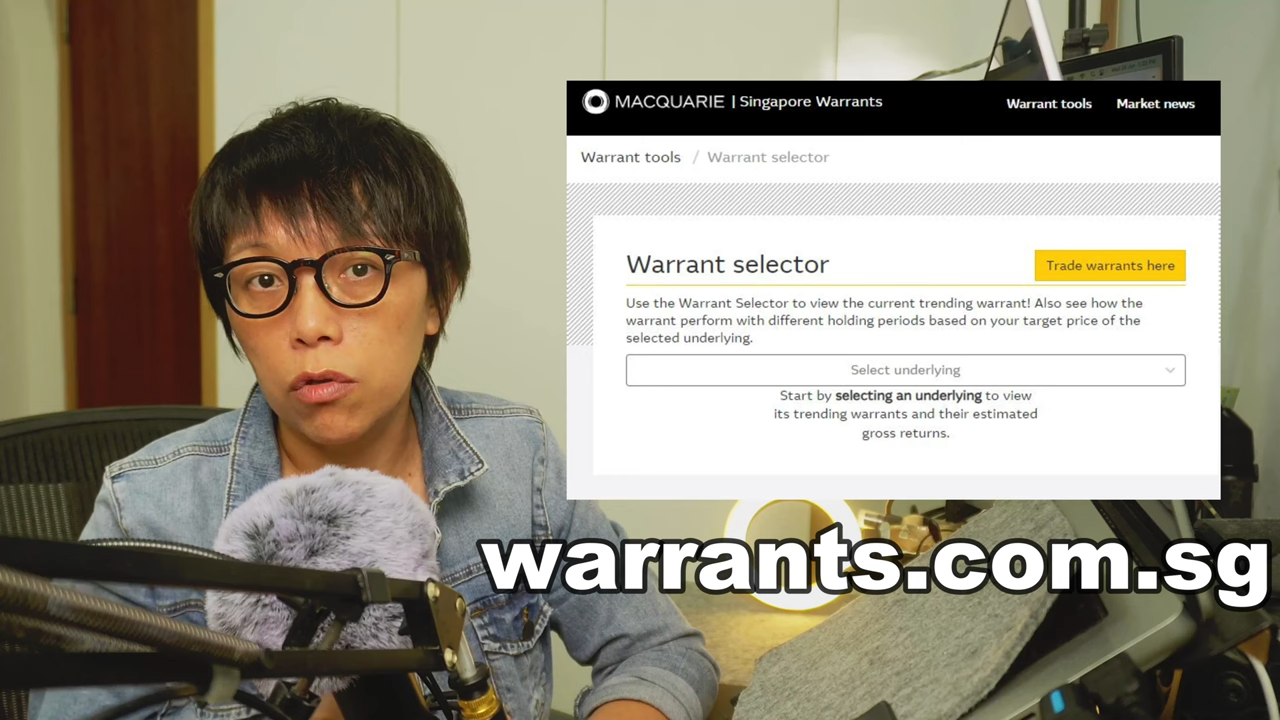 MACQUARIE | Singapore Warrants
Warrant tools Market news
Warrant tools / Warrant selector
Warrant selector
Trade warrants here
Use the Warrant Selector to view the current trending warrant! Also see how the
warrant perform with different holding periods based on your target price of the
selected underlying.
Select underlying
Start by selecting an underlying to view
its trending warrants and their estimated
gross returns.
warrants.com.sg